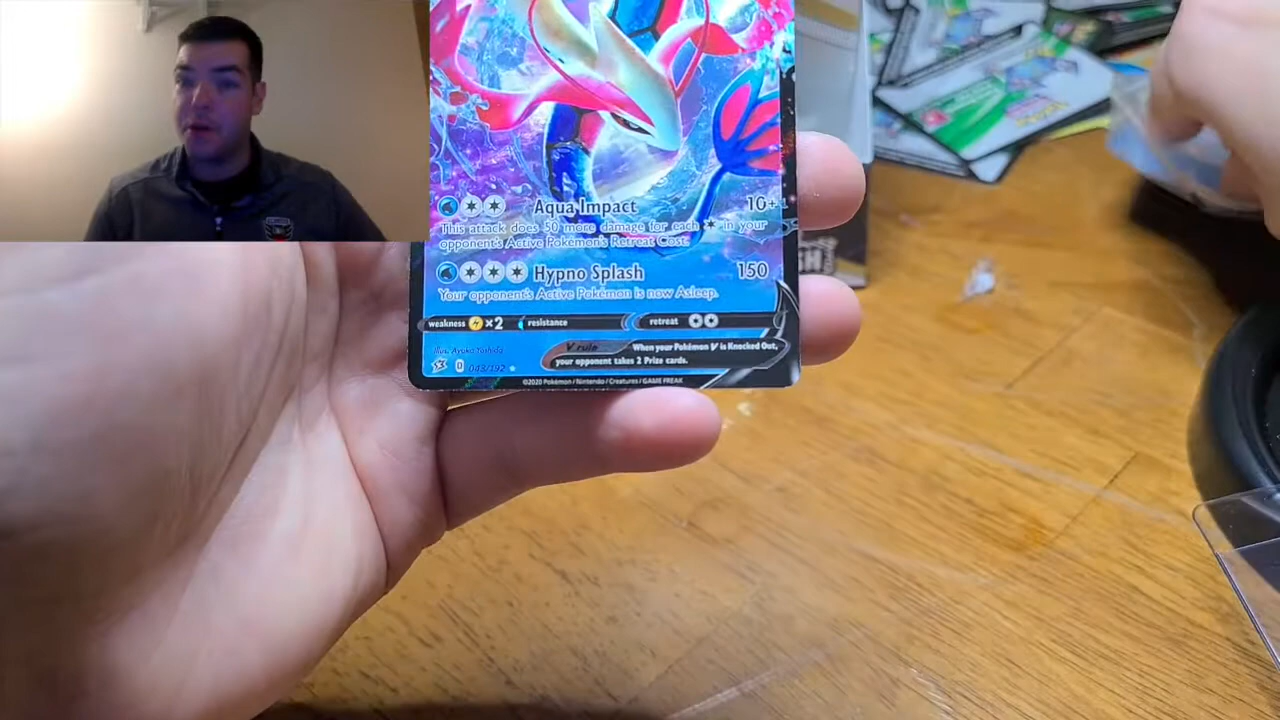 Aqua Impact 10+
This attack does 50 more damage for each in your
opponent's Active Pokémon's Retreat Cost.
Hypno Splash 150
Your opponent's Active Pokémon is now Asleep.
weakness ×2 resistance retreat
V rule When your Pokémon V is Knocked Out,
your opponent takes 2 Prize cards.
Illus. Ayaka Yoshida
D 043/192
©2020 Pokémon / Nintendo / Creatures / GAME FREAK